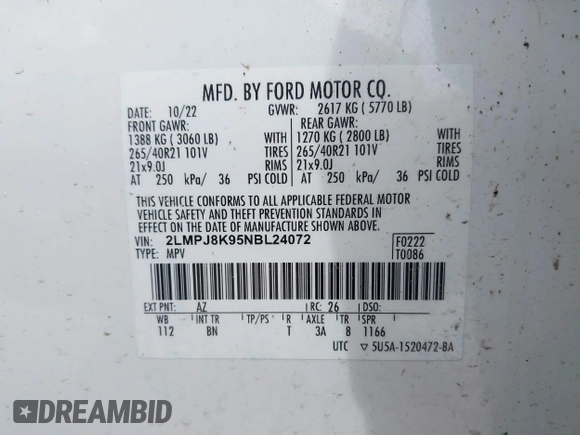 MFD. BY FORD MOTOR CO.
DATE: 10/22 GVWR: 2617 KG ( 5770 LB)
FRONT GAWR: REAR GAWR:
1388 KG ( 3060 LB) WITH 1270 KG ( 2800 LB) WITH
265/40R21 101V TIRES 265/40R21 101V TIRES
21x9.0J RIMS 21x9.0J RIMS
AT 250 kPa/ 36 PSI COLD AT 250 kPa/ 36 PSI COLD
THIS VEHICLE CONFORMS TO ALL APPLICABLE FEDERAL MOTOR
VEHICLE SAFETY AND THEFT PREVENTION STANDARDS IN
EFFECT ON THE DATE OF MANUFACTURE SHOWN ABOVE.
VIN: 2LMPJ8K95NBL24072 F0222
TYPE: MPV T0086
EXT PNT: AZ RC: 26 DSO:
WB INT TR TP/PS R AXLE TR SPR
112 BN T 3A 8 1166
UTC ▽ 5U5A-1520472-BA
DREAMBID